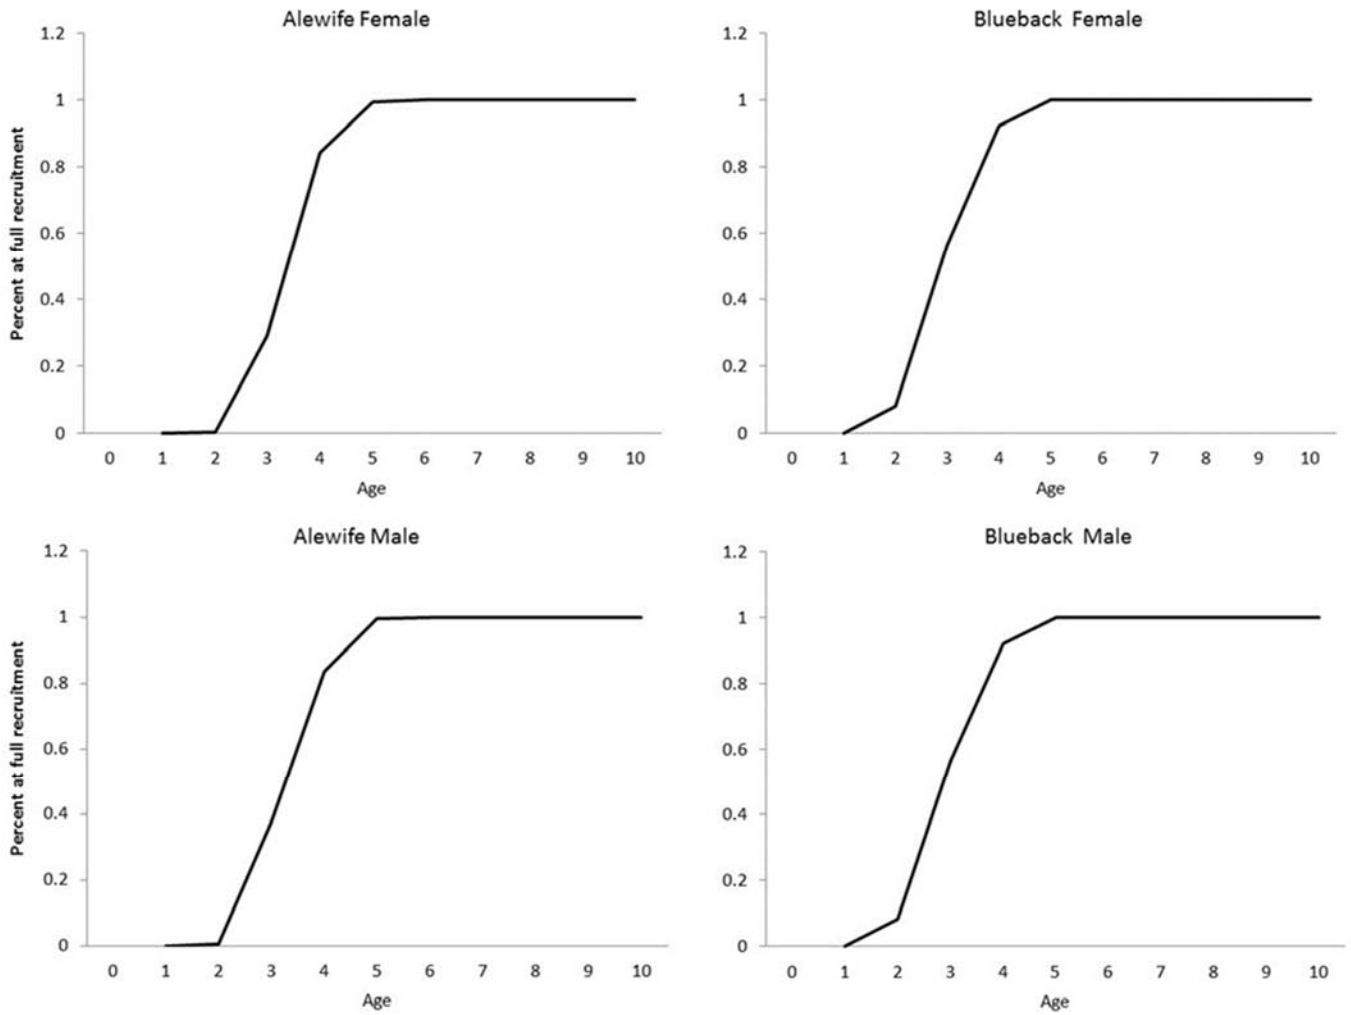 Alewife Female
Percent at full recruitment
1.2
1
0.8
0.6
0.4
0.2
0
0 1 2 3 4 5 6 7 8 9 10
Age
Blueback Female
1.2
1
0.8
0.6
0.4
0.2
0
0 1 2 3 4 5 6 7 8 9 10
Age
Alewife Male
Percent at full recruitment
1.2
1
0.8
0.6
0.4
0.2
0
0 1 2 3 4 5 6 7 8 9 10
Age
Blueback Male
1.2
1
0.8
0.6
0.4
0.2
0
0 1 2 3 4 5 6 7 8 9 10
Age